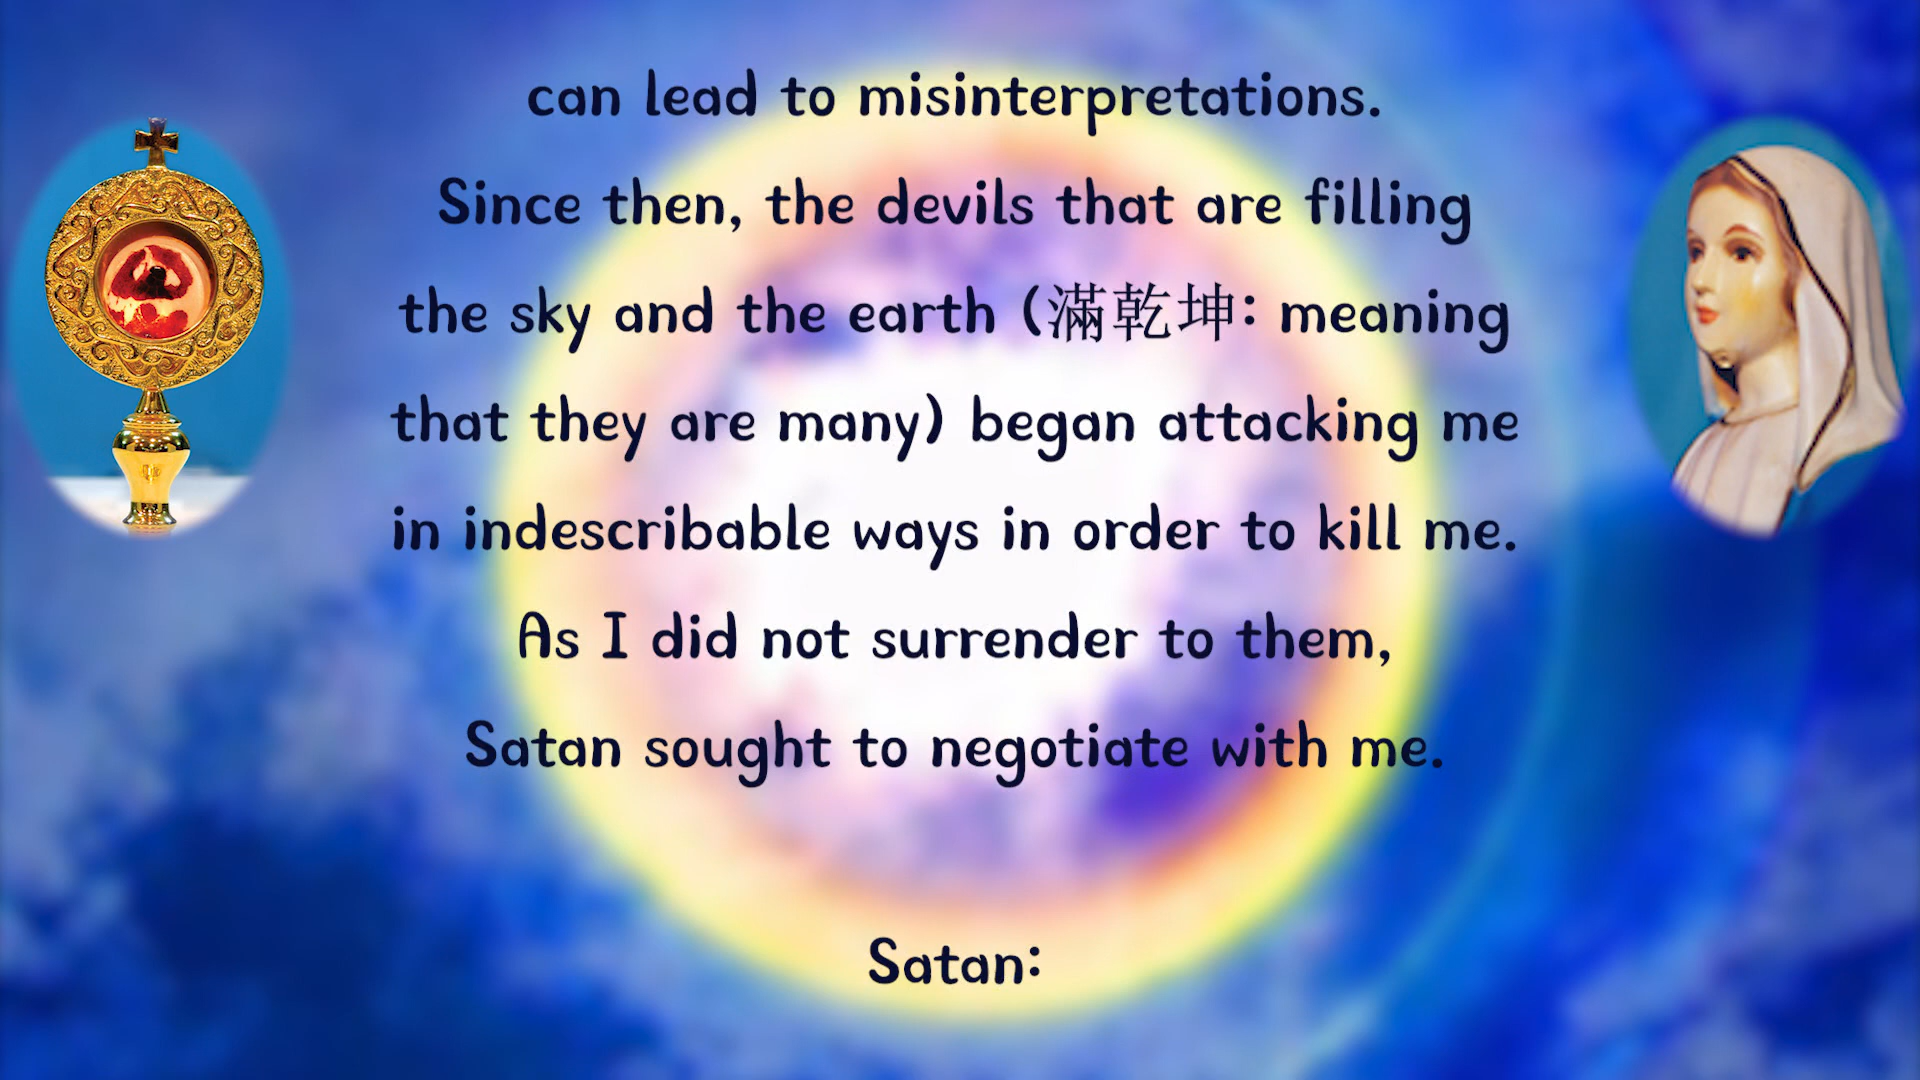 can lead to misinterpretations.
Since then, the devils that are filling
the sky and the earth (滿乾坤: meaning
that they are many) began attacking me
in indescribable ways in order to kill me.
As I did not surrender to them,
Satan sought to negotiate with me.
Satan: